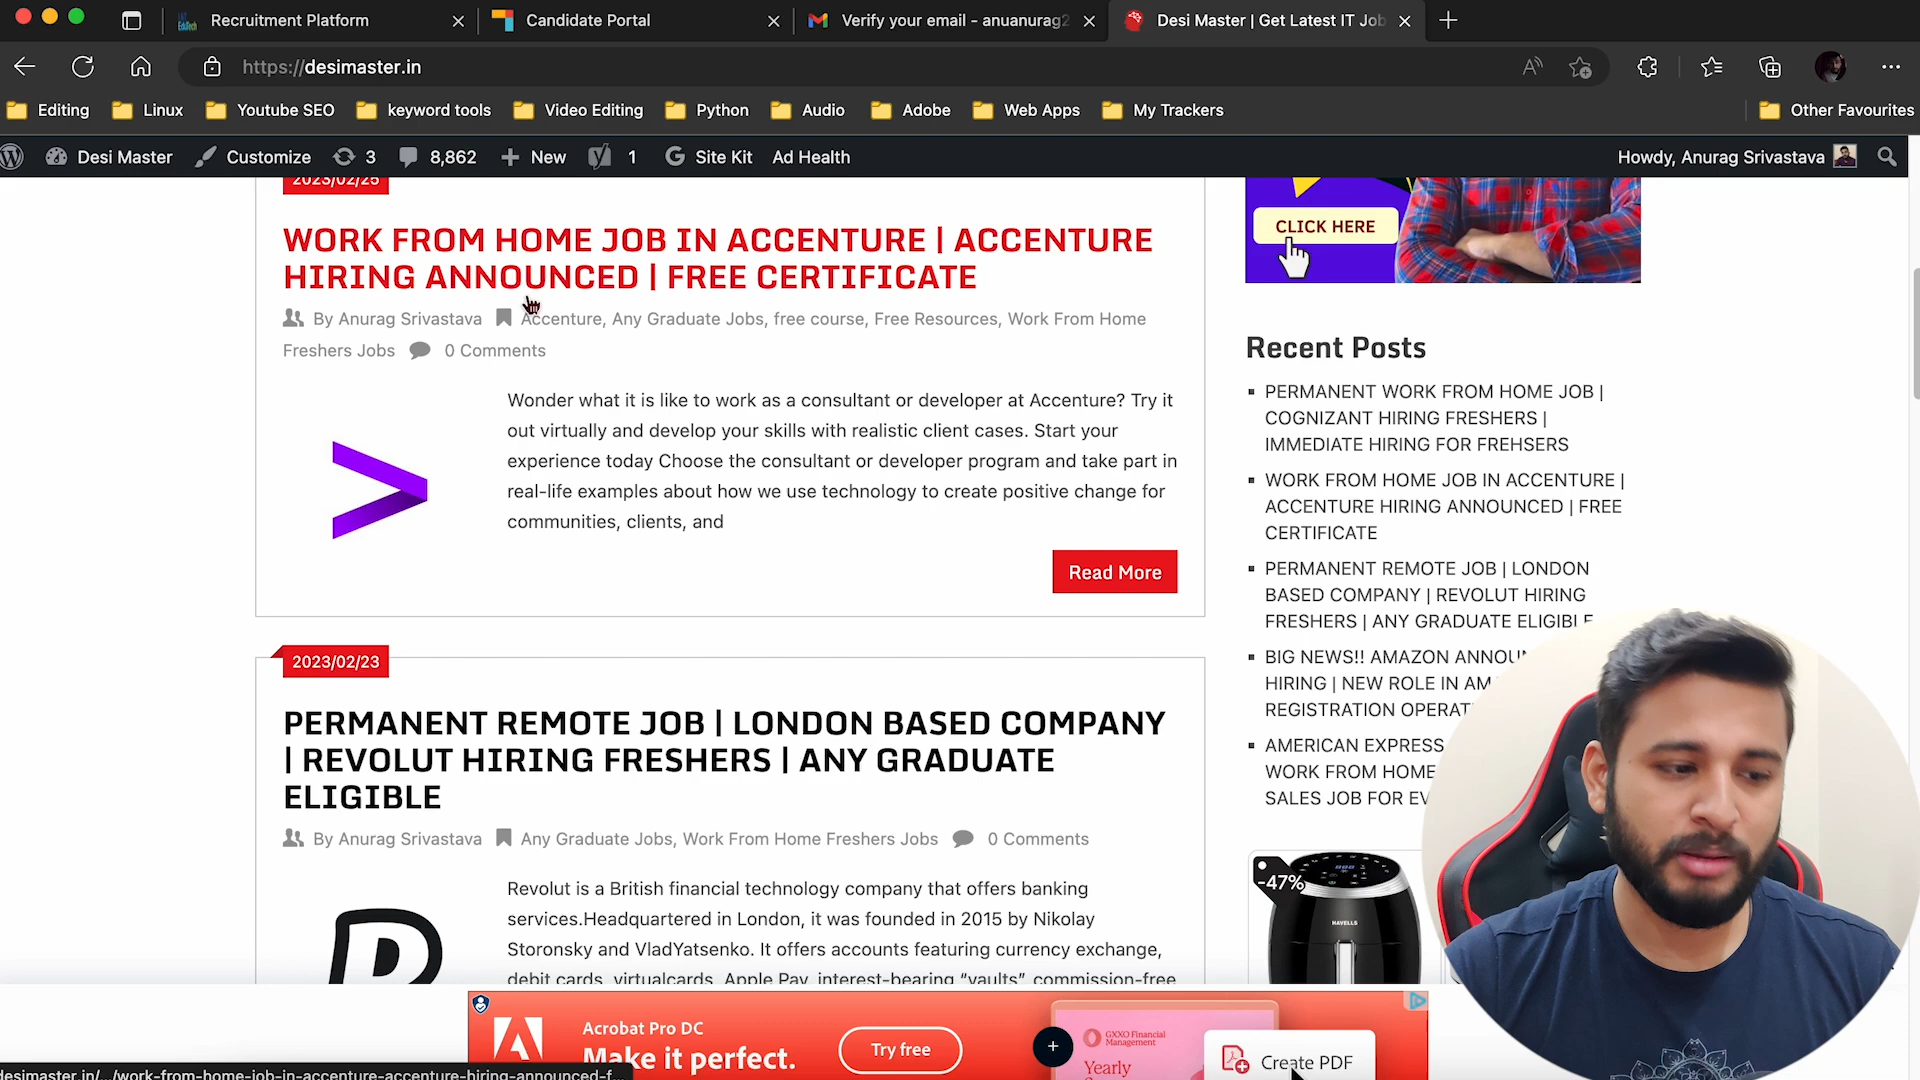 Recruitment Platform
Candidate Portal
Verify your email - anuanurag2
Desi Master | Get Latest IT Job
https://desimaster.in
Editing
Linux
Youtube SEO
keyword tools
Video Editing
Python
Audio
Adobe
Web Apps
My Trackers
Other Favourites
Desi Master
Customize
3
8,862
New
1
Site Kit
Ad Health
Howdy, Anurag Srivastava
2023/02/25
WORK FROM HOME JOB IN ACCENTURE | ACCENTURE
HIRING ANNOUNCED | FREE CERTIFICATE
By Anurag Srivastava Accenture, Any Graduate Jobs, free course, Free Resources, Work From Home
Freshers Jobs 0 Comments
Wonder what it is like to work as a consultant or developer at Accenture? Try it
out virtually and develop your skills with realistic client cases. Start your
experience today Choose the consultant or developer program and take part in
real-life examples about how we use technology to create positive change for
communities, clients, and
Read More
2023/02/23
PERMANENT REMOTE JOB | LONDON BASED COMPANY
| REVOLUT HIRING FRESHERS | ANY GRADUATE
ELIGIBLE
By Anurag Srivastava Any Graduate Jobs, Work From Home Freshers Jobs 0 Comments
Revolut is a British financial technology company that offers banking
services.Headquartered in London, it was founded in 2015 by Nikolay
Storonsky and VladYatsenko. It offers accounts featuring currency exchange,
debit cards, virtualcards, Apple Pay, interest-bearing “vaults”, commission-free
CLICK HERE
Recent Posts
PERMANENT WORK FROM HOME JOB |
COGNIZANT HIRING FRESHERS |
IMMEDIATE HIRING FOR FREHSERS
WORK FROM HOME JOB IN ACCENTURE |
ACCENTURE HIRING ANNOUNCED | FREE
CERTIFICATE
PERMANENT REMOTE JOB | LONDON
BASED COMPANY | REVOLUT HIRING
FRESHERS | ANY GRADUATE ELIGIBLE
BIG NEWS!! AMAZON ANNOUN
HIRING | NEW ROLE IN AM
REGISTRATION OPERAT
AMERICAN EXPRESS
WORK FROM HOME
SALES JOB FOR EV
-47%
HAVELLS
Acrobat Pro DC
Make it perfect.
Try free
GXXO Financial
Management
Yearly
Create PDF
desimaster.in/.../work-from-home-job-in-accenture-accenture-hiring-announced-f...